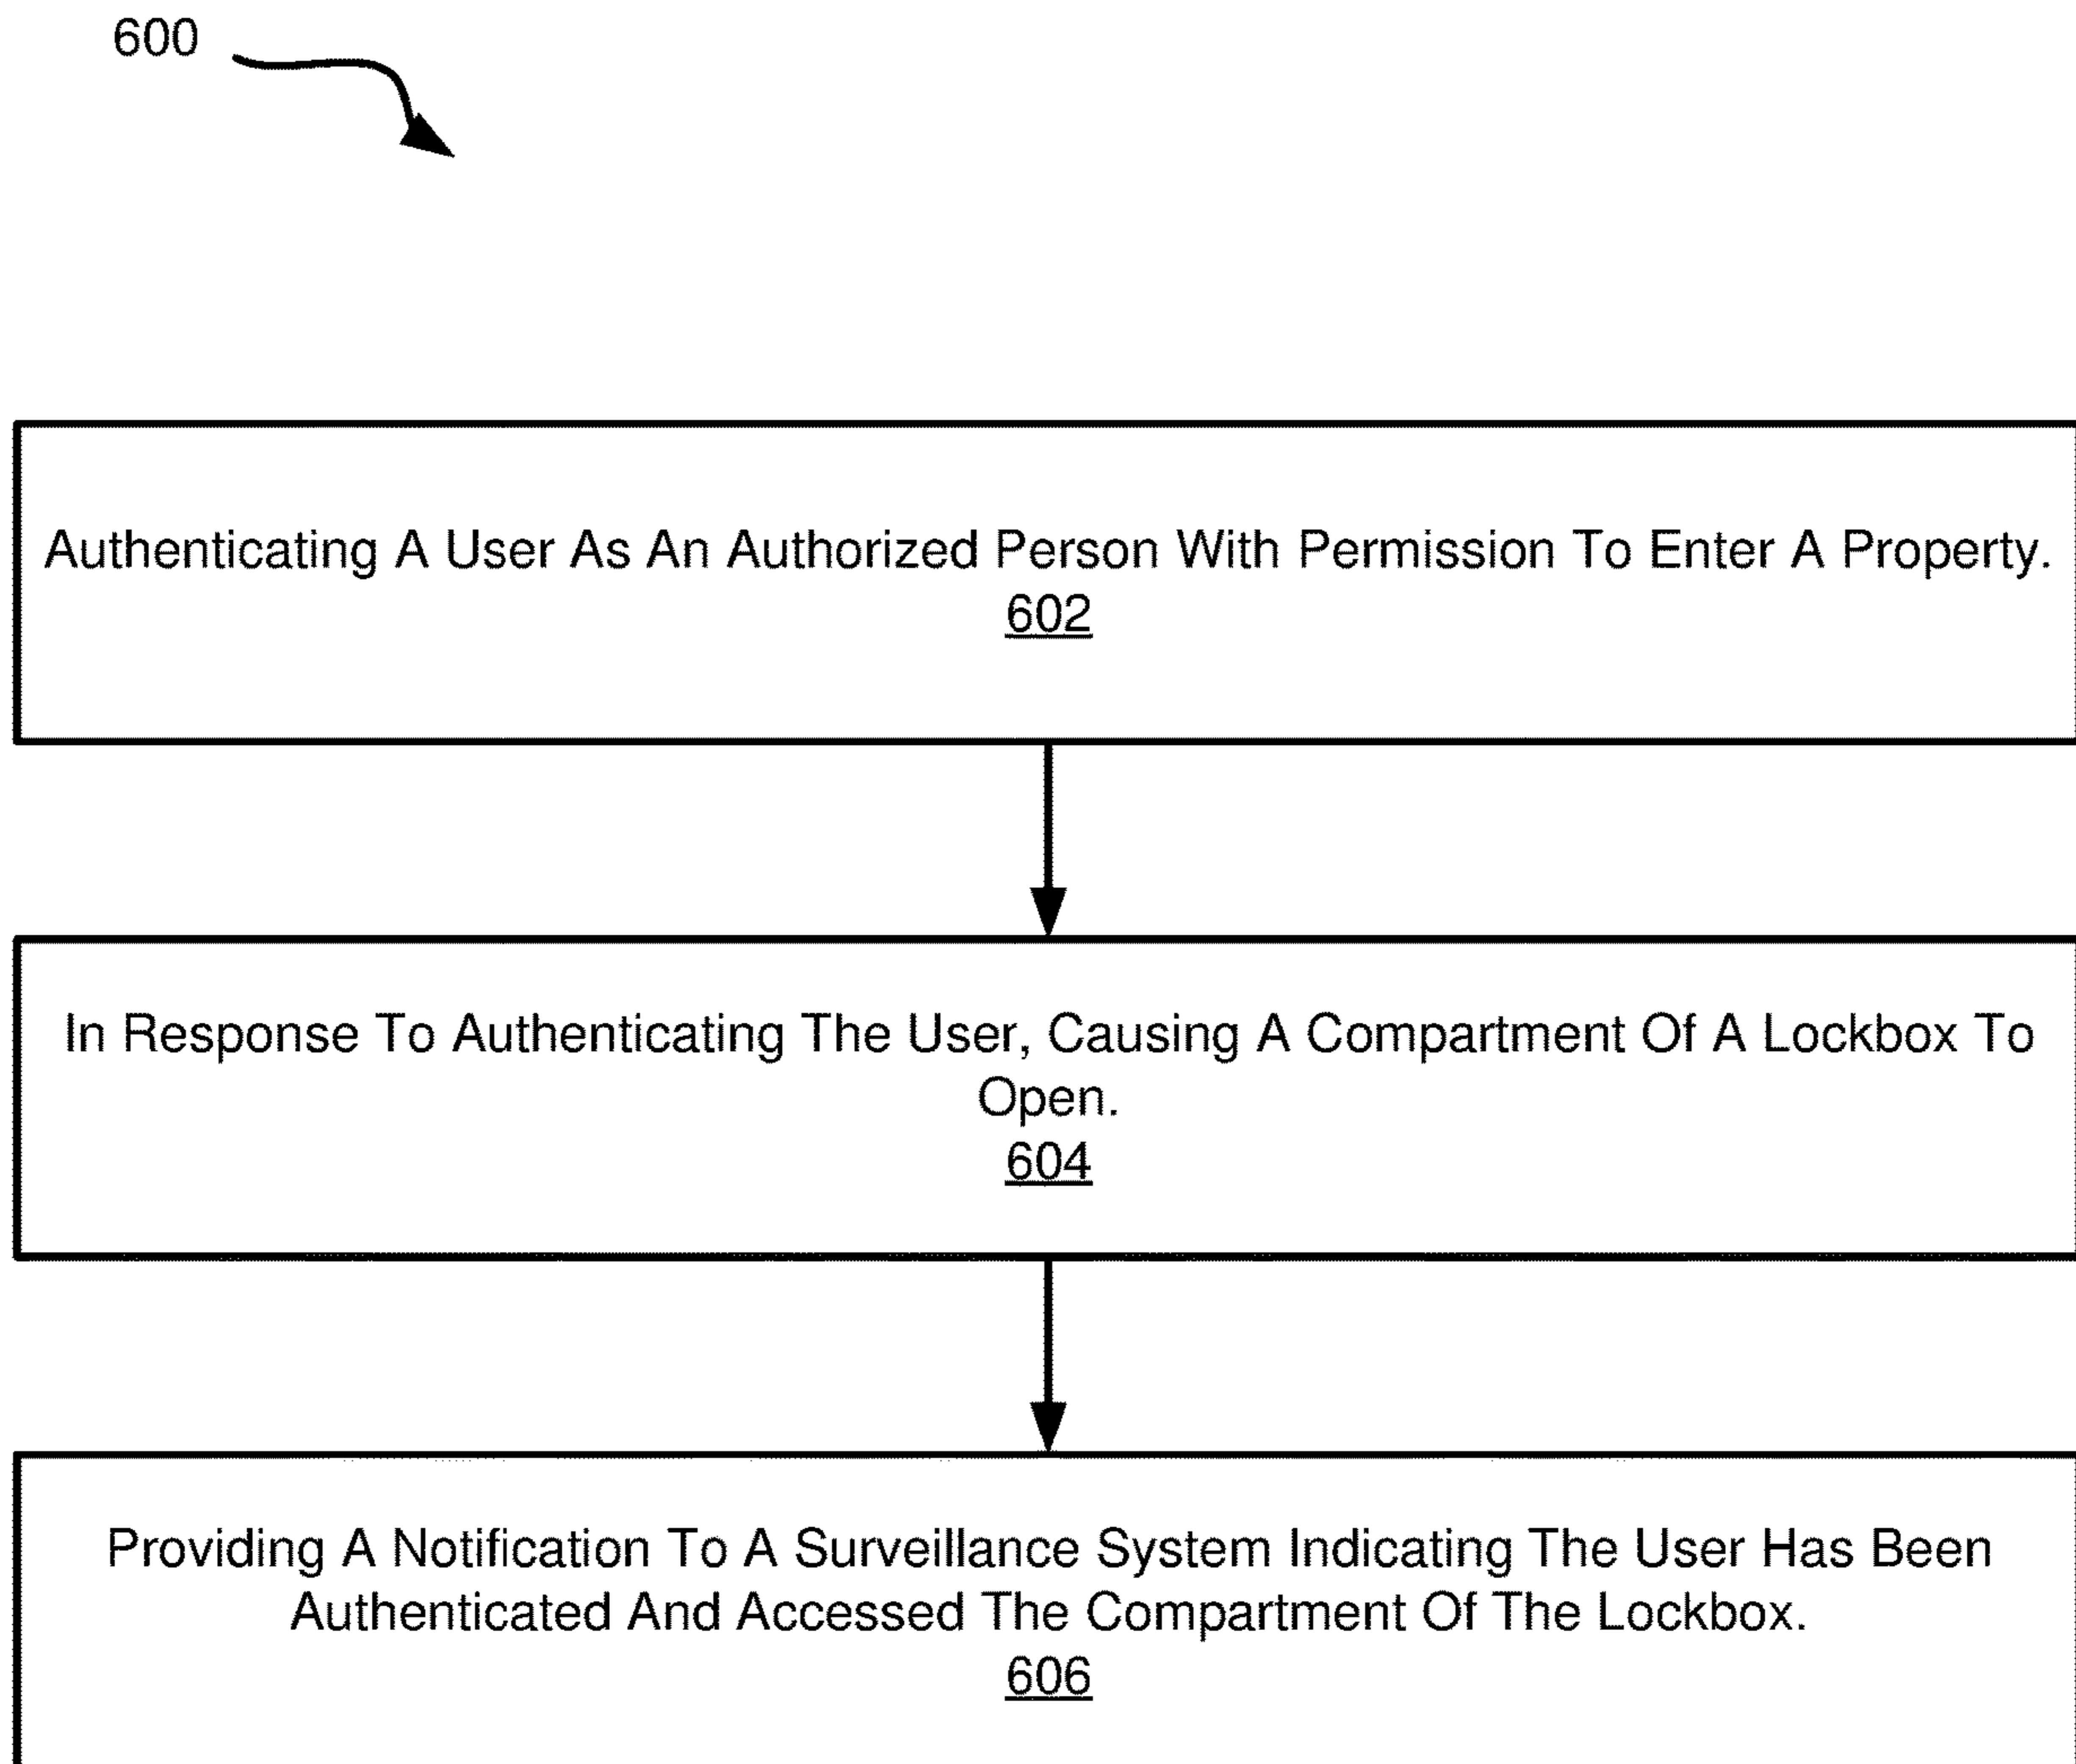 600
Authenticating A User As An Authorized Person With Permission To Enter A Property.
602
In Response To Authenticating The User, Causing A Compartment Of A Lockbox To
Open.
604
Providing A Notification To A Surveillance System Indicating The User Has Been
Authenticated And Accessed The Compartment Of The Lockbox.
606